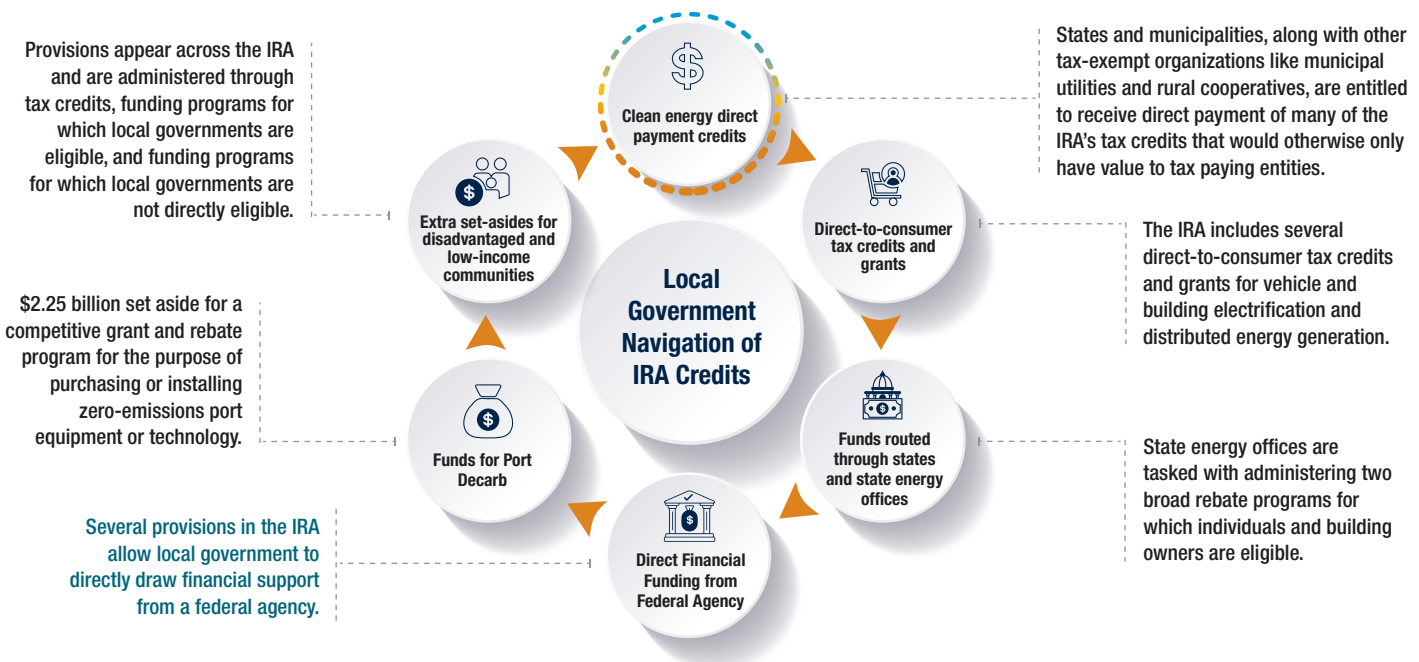 Provisions appear across the IRA
and are administered through
tax credits, funding programs for
which local governments are
eligible, and funding programs
for which local governments are
not directly eligible.
$
Clean energy direct
payment credits
States and municipalities, along with other
tax-exempt organizations like municipal
utilities and rural cooperatives, are entitled
to receive direct payment of many of the
IRA's tax credits that would otherwise only
have value to tax paying entities.
$
Extra set-asides for
disadvantaged and
low-income
communities
Direct-to-consumer
tax credits and
grants
The IRA includes several
direct-to-consumer tax credits
and grants for vehicle and
building electrification and
distributed energy generation.
Local
Government
Navigation of
IRA Credits
$2.25 billion set aside for a
competitive grant and rebate
program for the purpose of
purchasing or installing
zero-emissions port
equipment or technology.
$
Funds for Port
Decarb
$
Funds routed
through states
and state energy
offices
State energy offices are
tasked with administering two
broad rebate programs for
which individuals and building
owners are eligible.
Several provisions in the IRA
allow local government to
directly draw financial support
from a federal agency.
$
Direct Financial
Funding from
Federal Agency